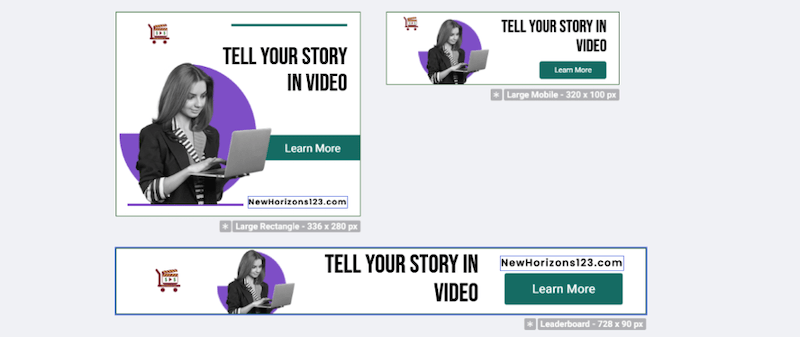 TELL YOUR STORY
IN VIDEO
Learn More
NewHorizons123.com
Large Rectangle - 336 x 280 px
TELL YOUR STORY IN
VIDEO
Learn More
Large Mobile - 320 x 100 px
TELL YOUR STORY IN
VIDEO
NewHorizons123.com
Learn More
Leaderboard - 728 x 90 px